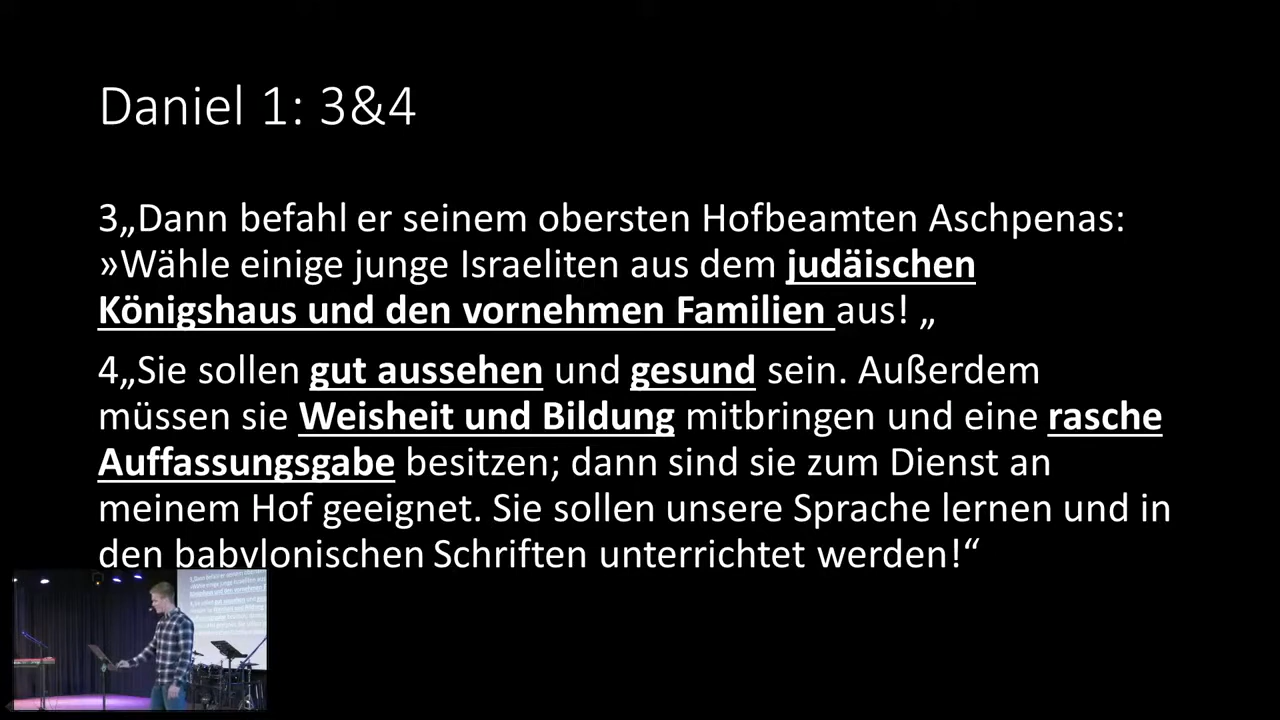 Daniel 1: 3&4
3„Dann befahl er seinem obersten Hofbeamten Aschpenas:
»Wähle einige junge Israeliten aus dem judäischen
Königshaus und den vornehmen Familien aus! „
4„Sie sollen gut aussehen und gesund sein. Außerdem
müssen sie Weisheit und Bildung mitbringen und eine rasche
Auffassungsgabe besitzen; dann sind sie zum Dienst an
meinem Hof geeignet. Sie sollen unsere Sprache lernen und in
den babylonischen Schriften unterrichtet werden!“